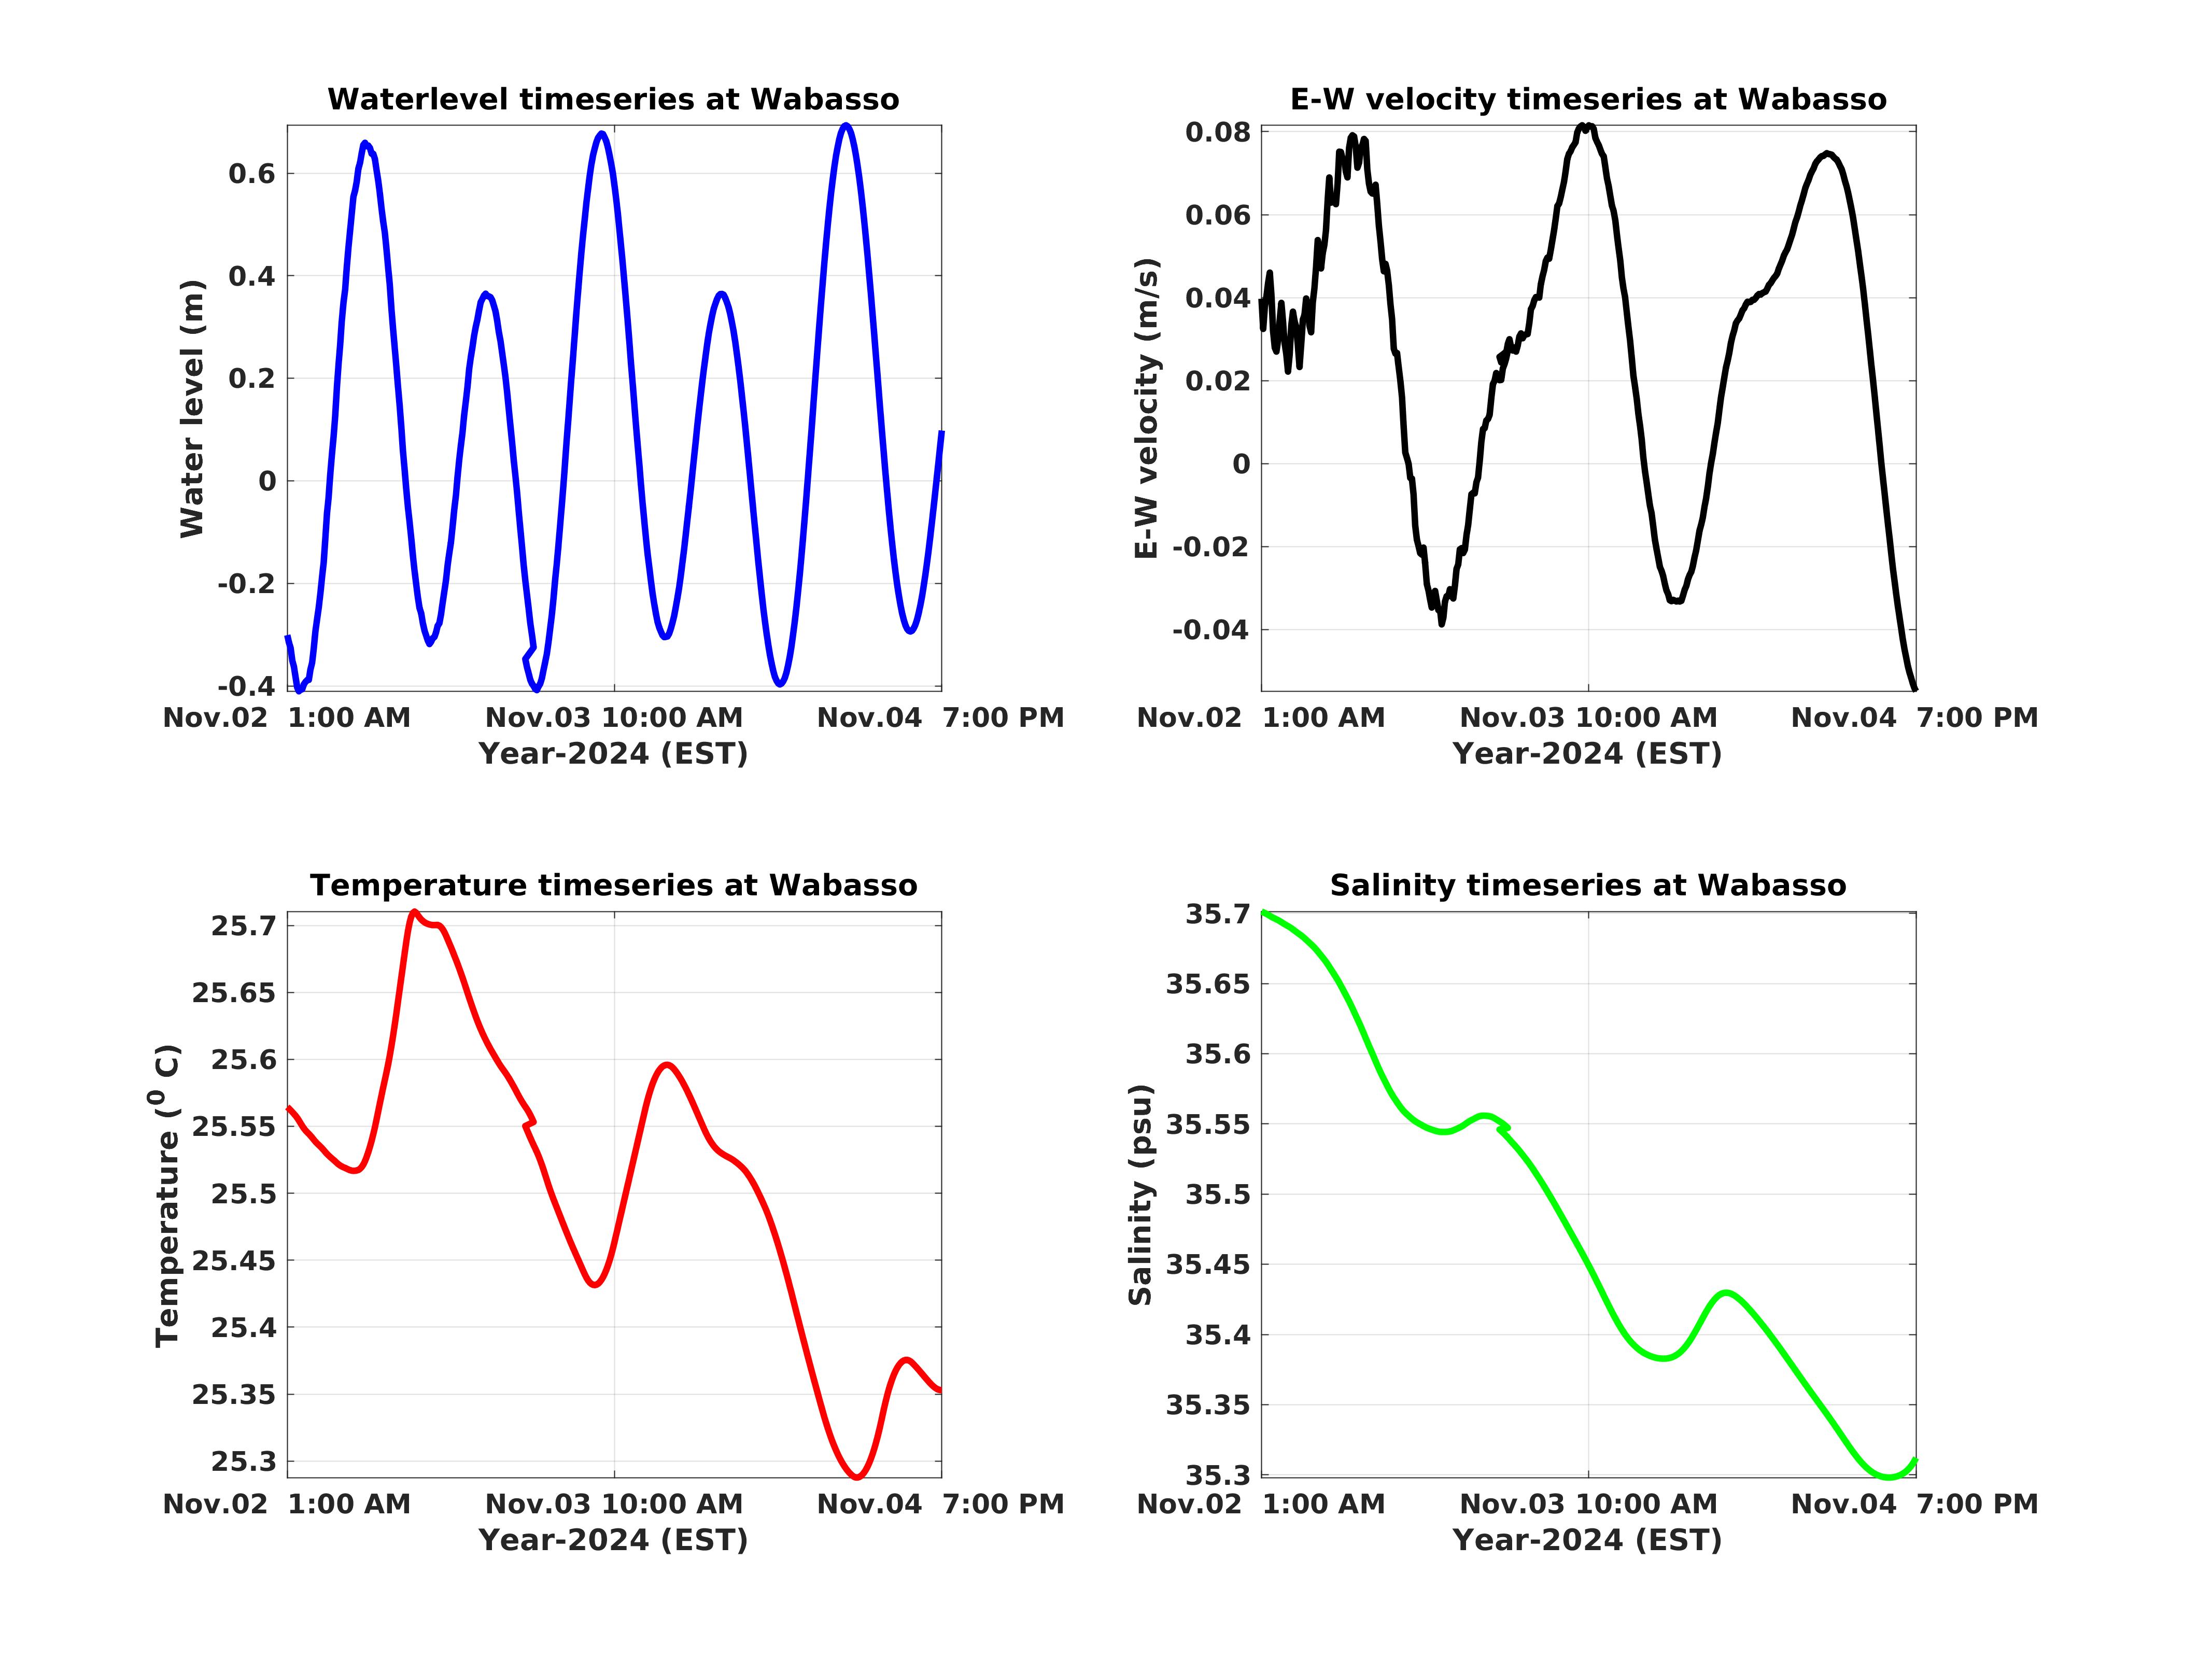 Waterlevel timeseries at Wabasso
0.6
0.4
0.2
0
-0.2
-0.4
Water level (m)
Nov.02 1:00 AM Nov.03 10:00 AM Nov.04 7:00 PM
Year-2024 (EST)
E-W velocity timeseries at Wabasso
0.08
0.06
0.04
0.02
0
-0.02
-0.04
E-W velocity (m/s)
Nov.02 1:00 AM Nov.03 10:00 AM Nov.04 7:00 PM
Year-2024 (EST)
Temperature timeseries at Wabasso
25.7
25.65
25.6
25.55
25.5
25.45
25.4
25.35
25.3
Temperature (⁰ C)
Nov.02 1:00 AM Nov.03 10:00 AM Nov.04 7:00 PM
Year-2024 (EST)
Salinity timeseries at Wabasso
35.7
35.65
35.6
35.55
35.5
35.45
35.4
35.35
35.3
Salinity (psu)
Nov.02 1:00 AM Nov.03 10:00 AM Nov.04 7:00 PM
Year-2024 (EST)